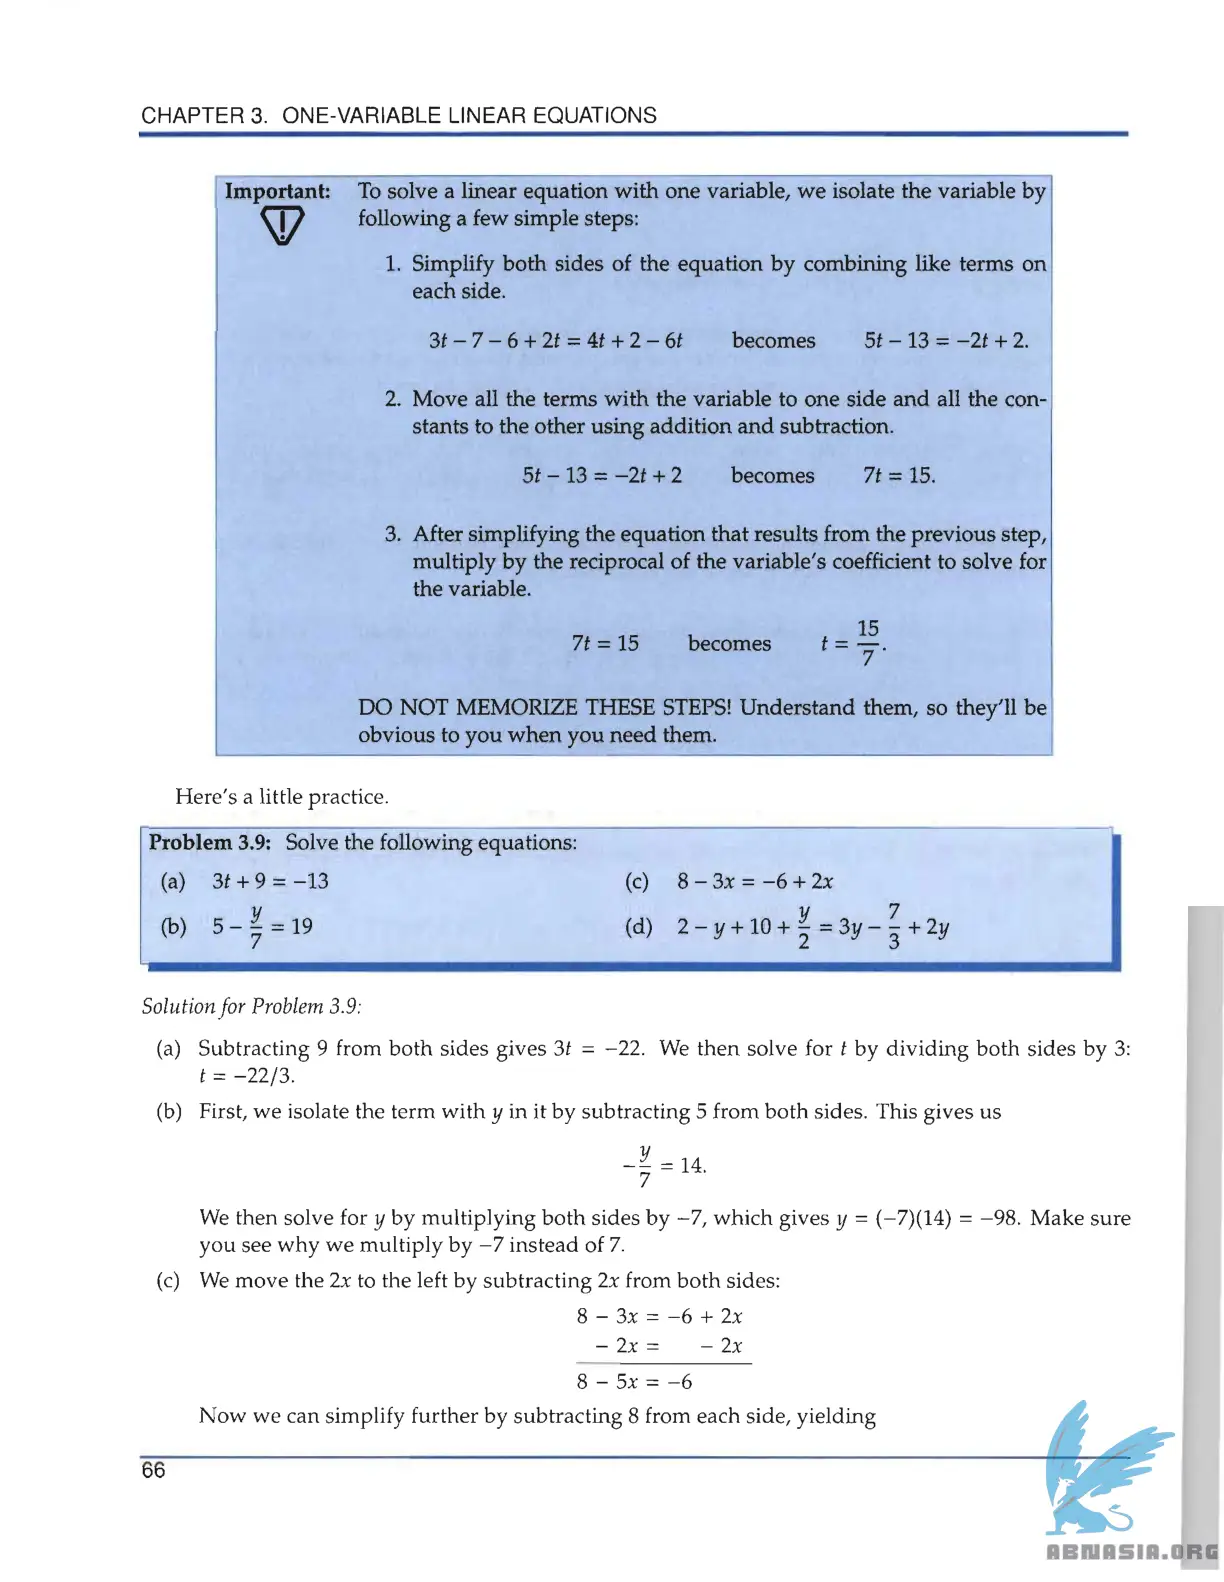 CHAPTER 3. ONE-VARIABLE LINEAR EQUATIONS
Important: To solve a linear equation with one variable, we isolate the variable by
following a few simple steps:
1. Simplify both sides of the equation by combining like terms on
each side.
3t − 7 − 6 + 2t = 4t + 2 − 6t becomes 5t − 13 = −2t + 2.
2. Move all the terms with the variable to one side and all the con-
stants to the other using addition and subtraction.
5t − 13 = −2t + 2 becomes 7t = 15.
3. After simplifying the equation that results from the previous step,
multiply by the reciprocal of the variable's coefficient to solve for
the variable.
7t = 15 becomes t = 15/7.
DO NOT MEMORIZE THESE STEPS! Understand them, so they'll be
obvious to you when you need them.
Here's a little practice.
Problem 3.9: Solve the following equations:
(a) 3t + 9 = −13 (c) 8 − 3x = −6 + 2x
(b) 5 − y/7 = 19 (d) 2 − y + 10 + y/2 = 3y − 7/3 + 2y
Solution for Problem 3.9:
(a) Subtracting 9 from both sides gives 3t = −22. We then solve for t by dividing both sides by 3:
t = −22/3.
(b) First, we isolate the term with y in it by subtracting 5 from both sides. This gives us
−y/7 = 14.
We then solve for y by multiplying both sides by −7, which gives y = (−7)(14) = −98. Make sure
you see why we multiply by −7 instead of 7.
(c) We move the 2x to the left by subtracting 2x from both sides:
8 − 3x = −6 + 2x
− 2x = − 2x
8 − 5x = −6
Now we can simplify further by subtracting 8 from each side, yielding
66
ABNASIA.ORG